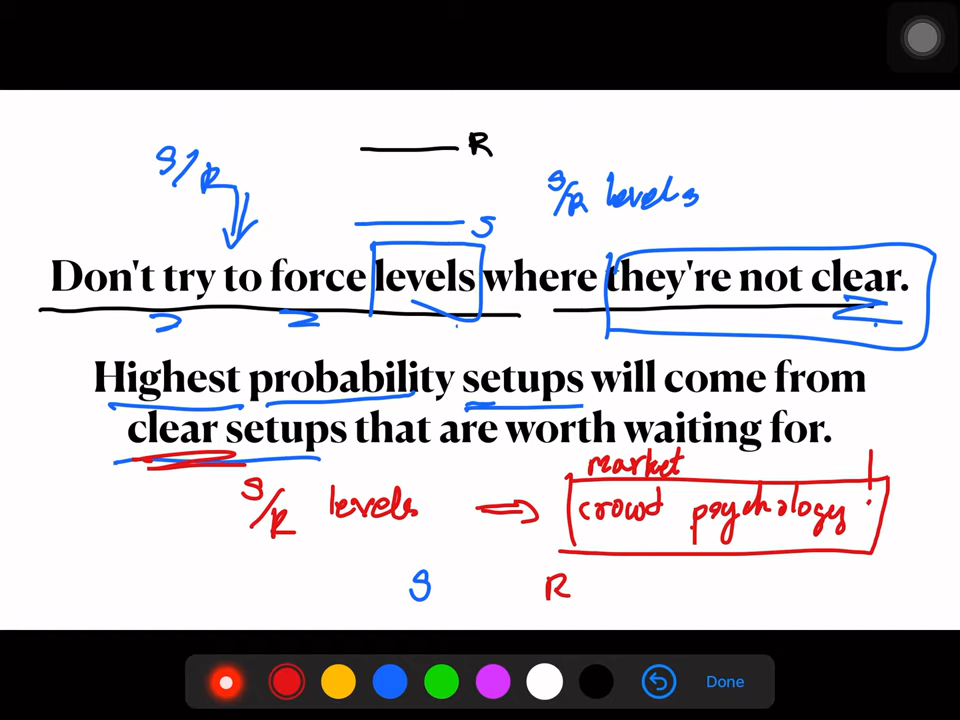 R
S/R
S/R levels
S
Don't try to force levels where they're not clear.
Highest probability setups will come from
clear setups that are worth waiting for.
market
S/R levels ⇒ crowd psychology !
S R
Done